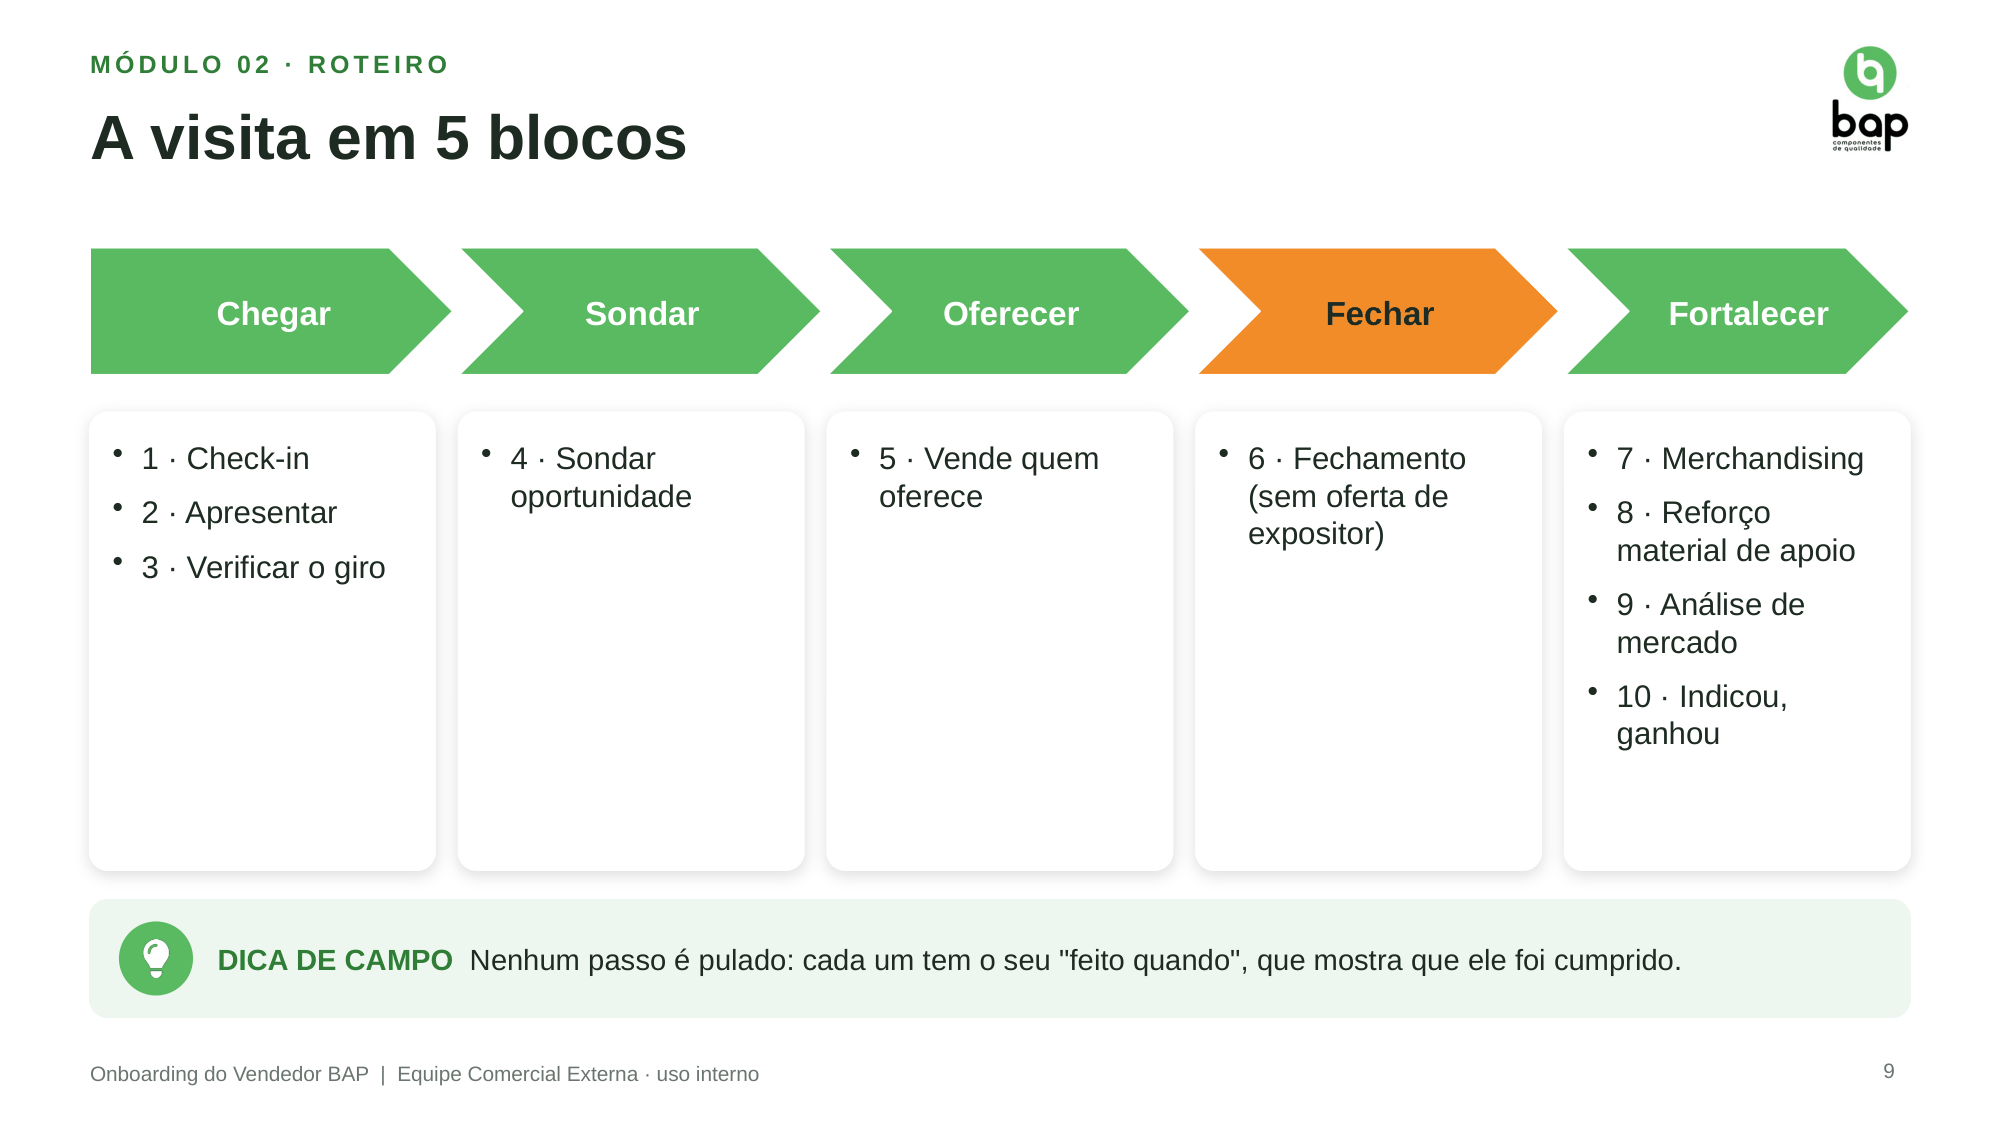 MÓDULO 02 · ROTEIRO
A visita em 5 blocos
bap
componentes
de qualidade
Chegar
Sondar
Oferecer
Fechar
Fortalecer
• 1 · Check-in
• 2 · Apresentar
• 3 · Verificar o giro
• 4 · Sondar
oportunidade
• 5 · Vende quem
oferece
• 6 · Fechamento
(sem oferta de
expositor)
• 7 · Merchandising
• 8 · Reforço
material de apoio
• 9 · Análise de
mercado
• 10 · Indicou,
ganhou
DICA DE CAMPO Nenhum passo é pulado: cada um tem o seu "feito quando", que mostra que ele foi cumprido.
Onboarding do Vendedor BAP | Equipe Comercial Externa · uso interno
9